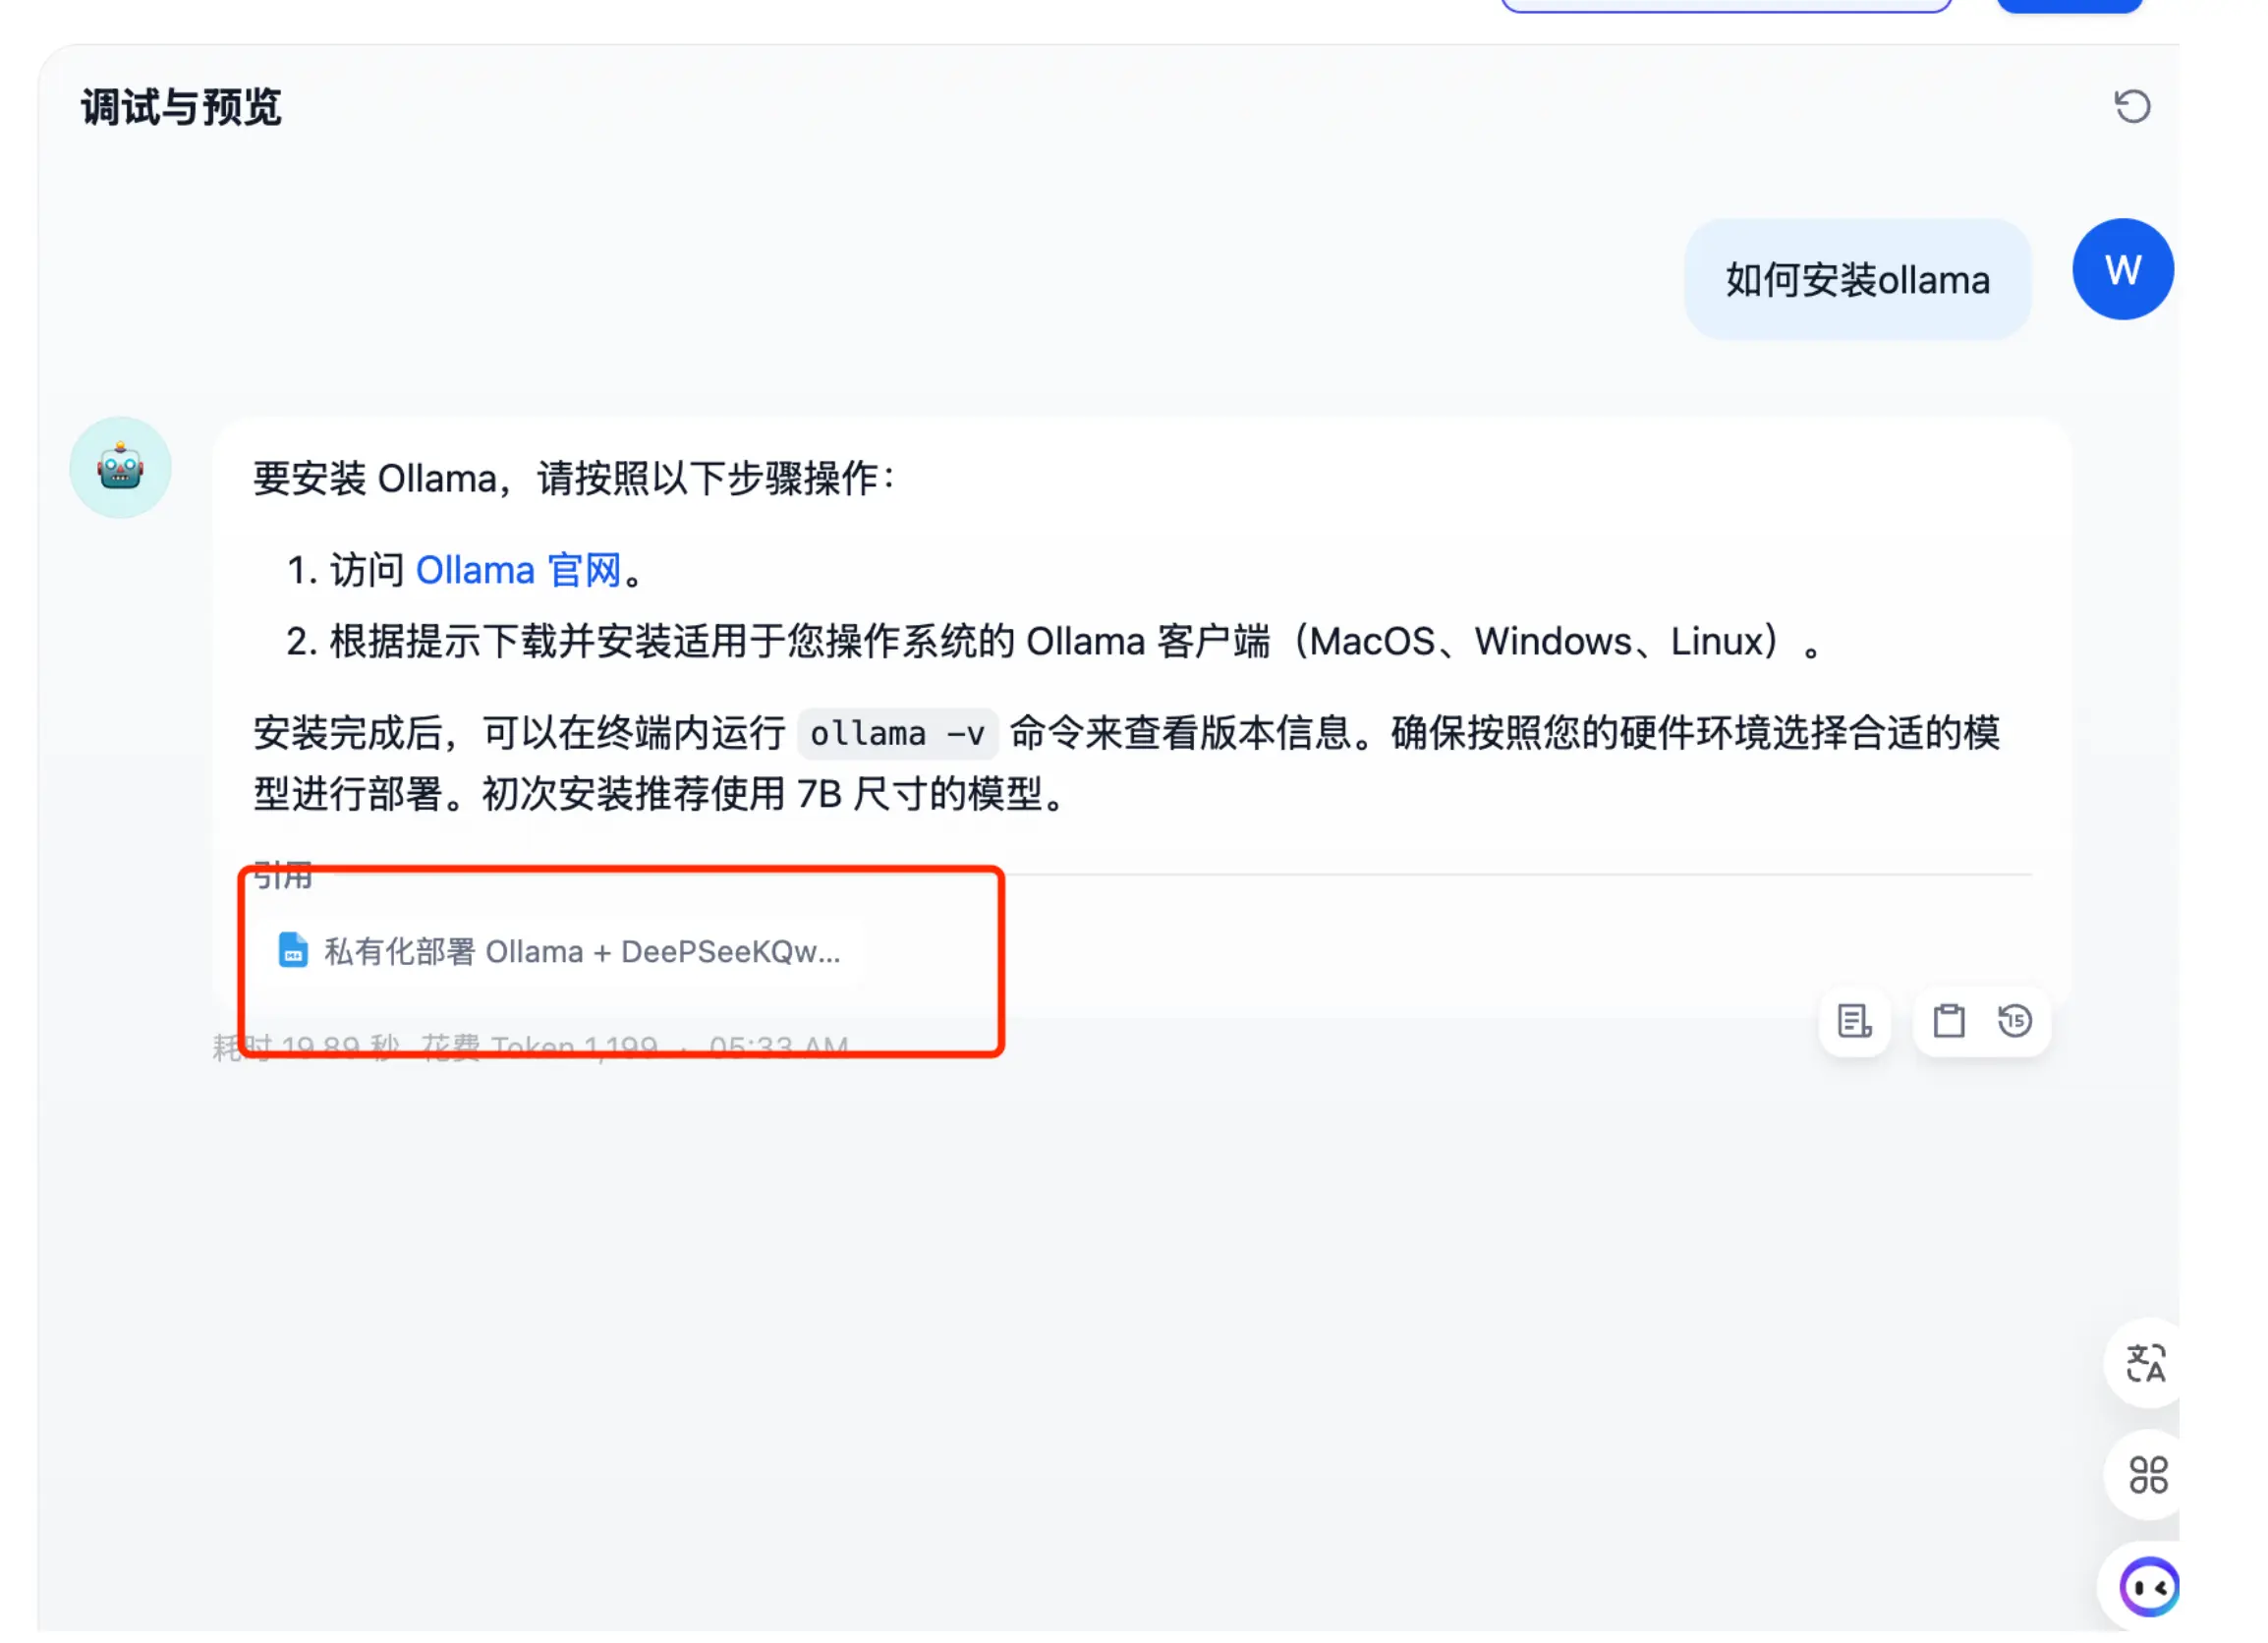 调试与预览
如何安装ollama
W
要安装 Ollama，请按照以下步骤操作：
1. 访问 Ollama 官网。
2. 根据提示下载并安装适用于您操作系统的 Ollama 客户端（MacOS、Windows、Linux）。
安装完成后，可以在终端内运行 ollama -v 命令来查看版本信息。确保按照您的硬件环境选择合适的模
型进行部署。初次安装推荐使用 7B 尺寸的模型。
引用
私有化部署 Ollama + DeePSeeKQw...
耗时 19.89 秒 花费 Token 1,199 · 05:33 AM
15
文A